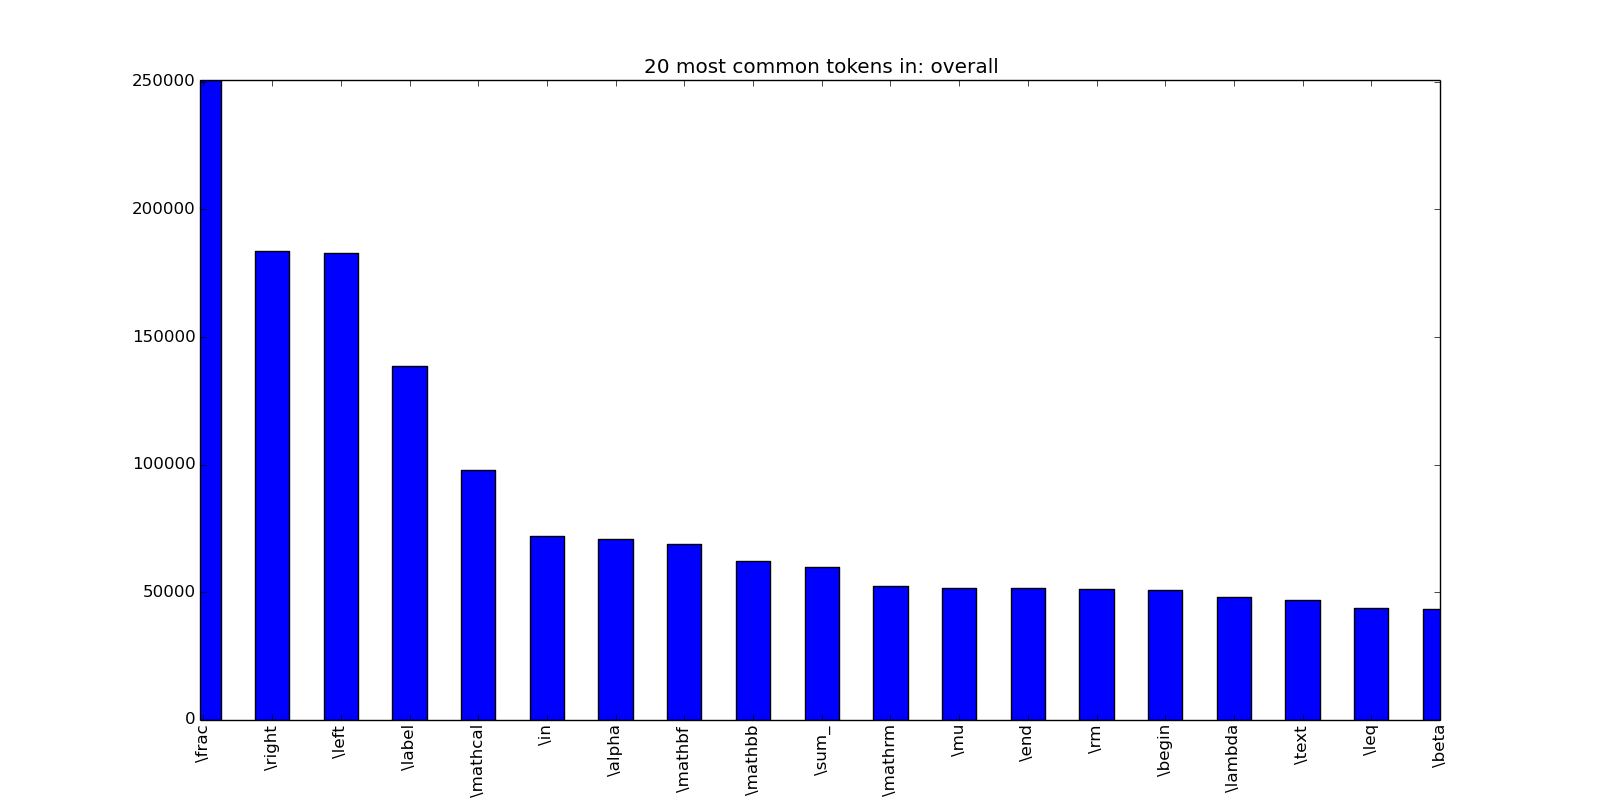 20 most common tokens in: overall
250000
200000
150000
100000
50000
0
\frac
\right
\left
\label
\mathcal
\in
\alpha
\mathbf
\mathbb
\sum_
\mathrm
\mu
\end
\rm
\begin
\lambda
\text
\leq
\beta